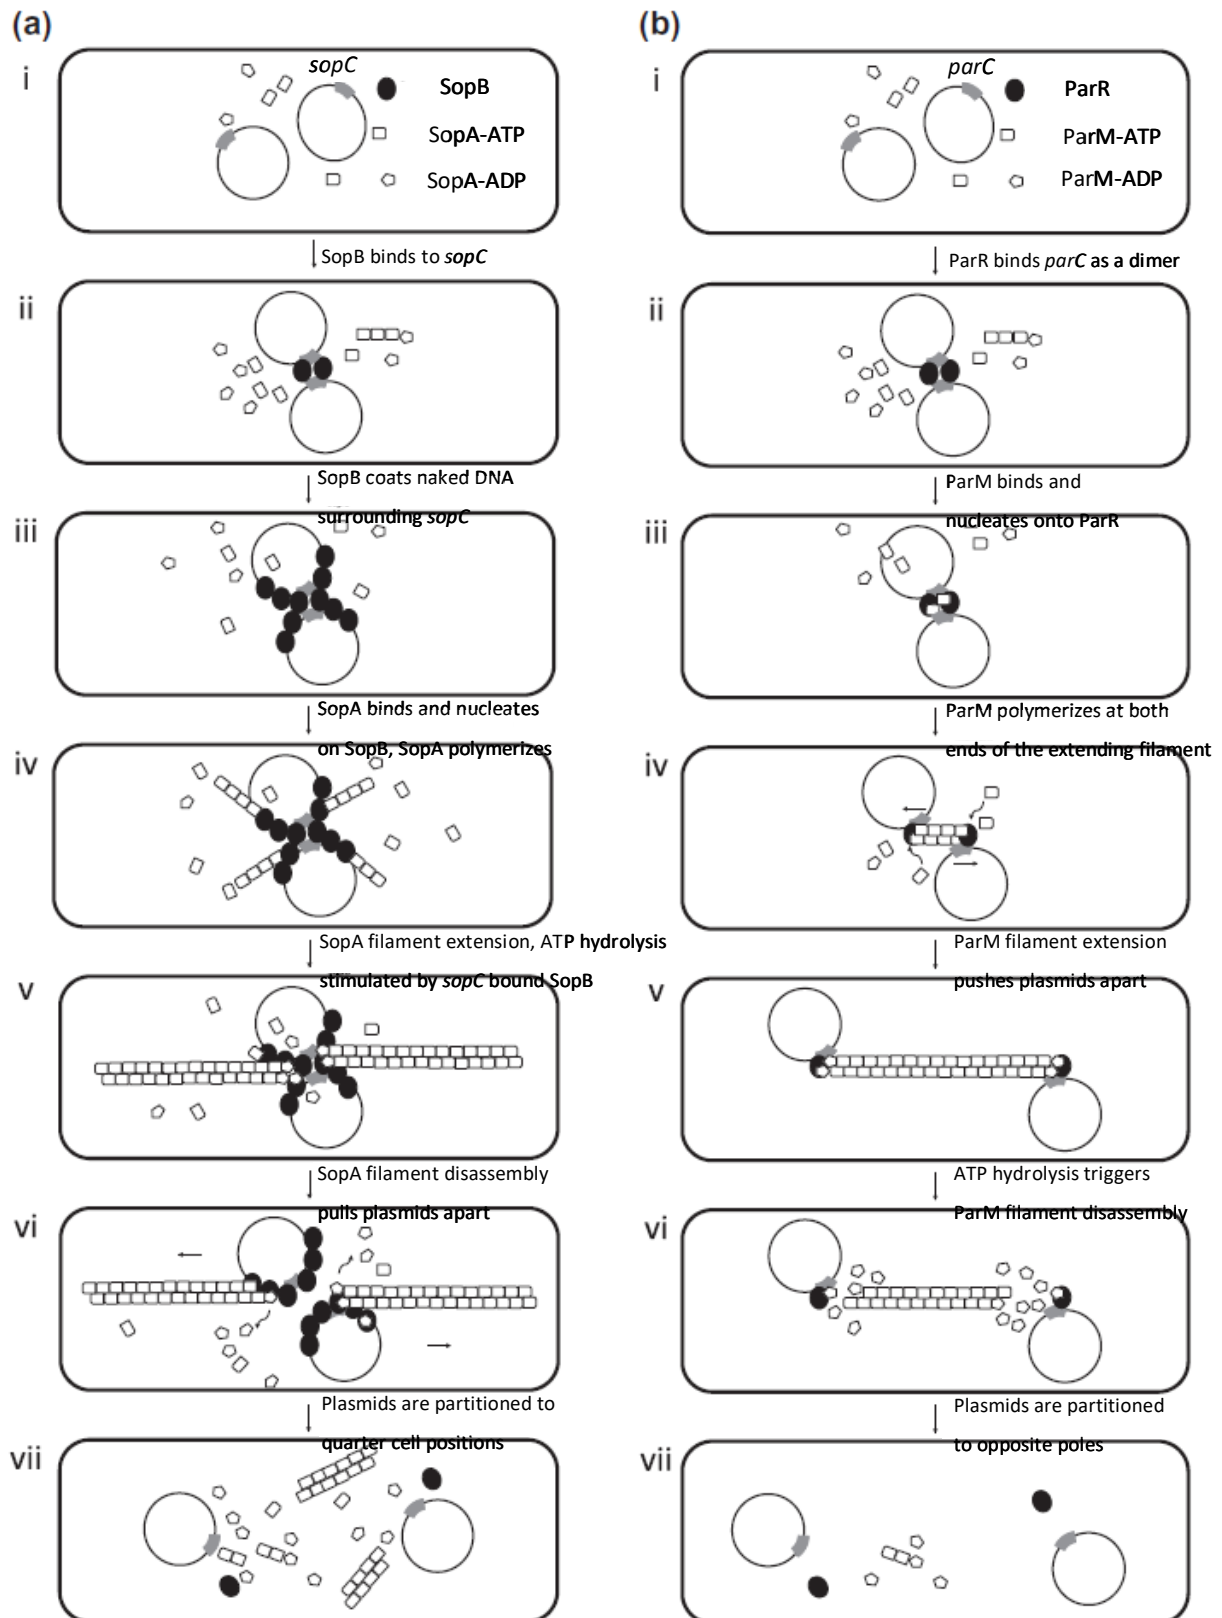 (a)
i
sopC
SopB
SopA-ATP
SopA-ADP
SopB binds to sopC
ii
SopB coats naked DNA
surrounding sopC
iii
SopA binds and nucleates
on SopB, SopA polymerizes
iv
SopA filament extension, ATP hydrolysis
stimulated by sopC bound SopB
v
SopA filament disassembly
pulls plasmids apart
vi
Plasmids are partitioned to
quarter cell positions
vii
(b)
i
parC
ParR
ParM-ATP
ParM-ADP
ParR binds parC as a dimer
ii
ParM binds and
nucleates onto ParR
iii
ParM polymerizes at both
ends of the extending filament
iv
ParM filament extension
pushes plasmids apart
v
ATP hydrolysis triggers
ParM filament disassembly
vi
Plasmids are partitioned
to opposite poles
vii